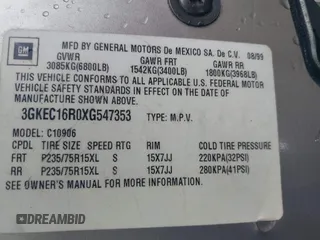 GM
MFD BY GENERAL MOTORS De MEXICO SA. De C.V. 08/99
GVWR GAWR FRT GAWR RR
3085KG(6800LB) 1542KG(3400LB) 1800KG(3968LB)
THIS VEHICLE CONFORMS TO ALL APPLICABLE U.S. FEDERAL
MOTOR VEHICLE SAFETY STANDARDS IN EFFECT ON THE DATE
OF MANUFACTURE SHOWN ABOVE.
3GKEC16R0XG547353 TYPE: M.P.V.
MODEL: C10906
CPDL TIRE SIZE SPEED RIM COLD TIRE PRESSURE
FRT P235/75R15XL S 15X7JJ 220KPA(32PSI)
RR P235/75R15XL S 15X7JJ 280KPA(41PSI)
SEE OWNER'S MANUAL FOR MORE INFORMATION.
DREAMBID